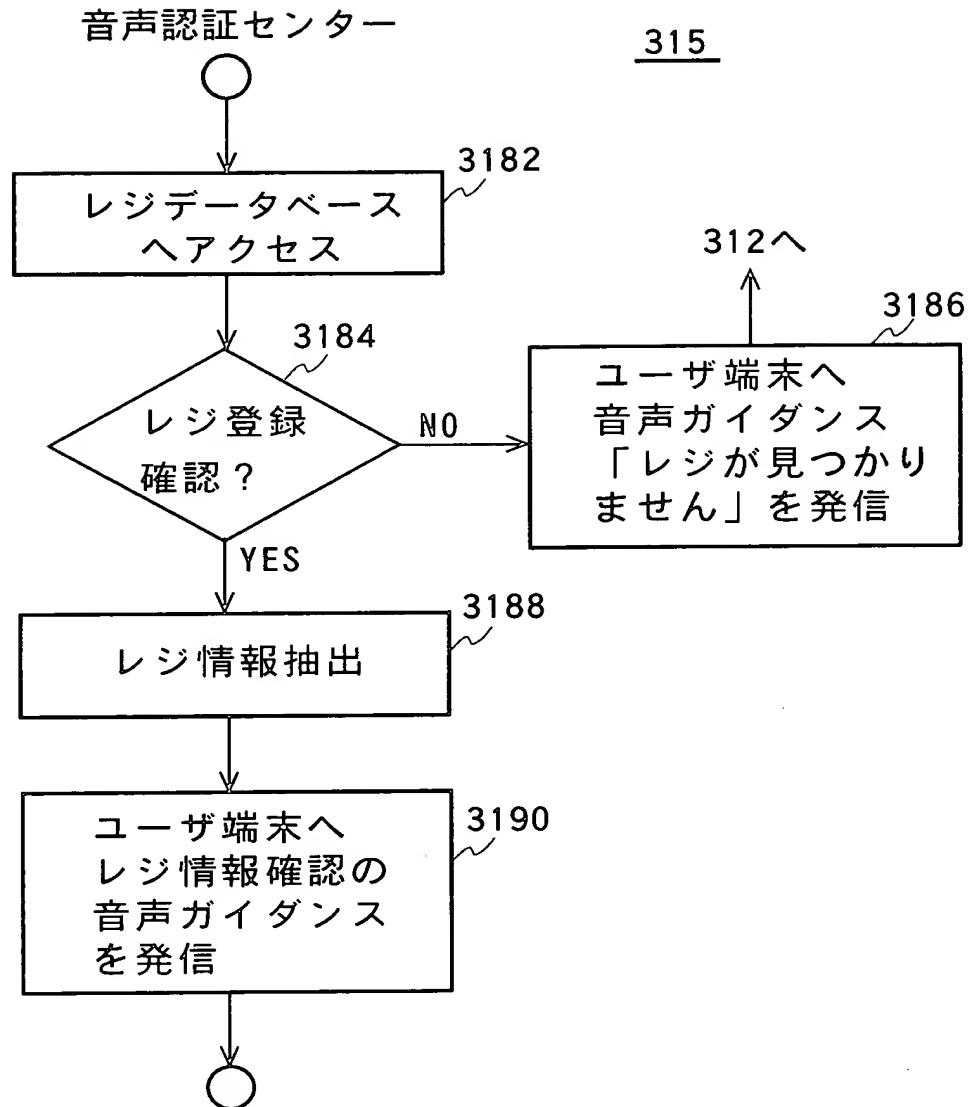 音声認証センター
315
3182
レジデータベース
へアクセス
312へ
3186
3184
ユーザ端末へ
音声ガイダンス
「レジが見つかり
ません」を発信
レジ登録
確認？
NO
YES
3188
レジ情報抽出
3190
ユーザ端末へ
レジ情報確認の
音声ガイダンス
を発信